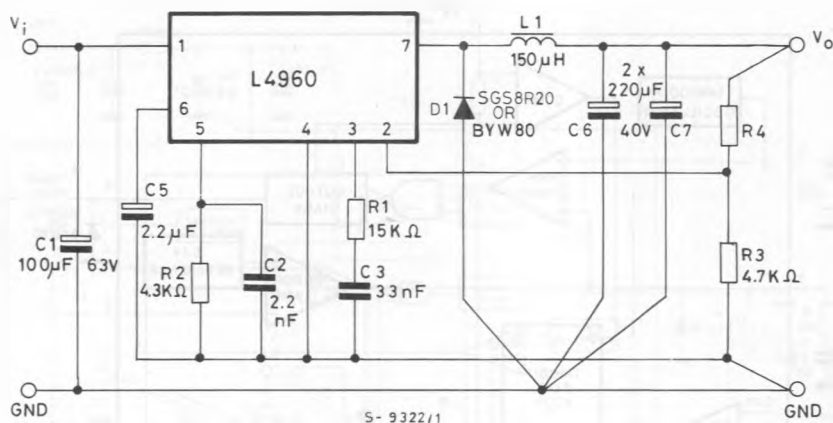 Vi
1
L4960
7
L1
150µH
Vo
6
5
4
3
2
D1
SGS8R20
OR
BYW80
2 x
220µF
C6
40V
C7
R4
C5
2.2µF
C1
100µF
63V
R2
4.3KΩ
C2
2.2
nF
R1
15KΩ
C3
33nF
R3
4.7KΩ
GND
GND
S-9322/1